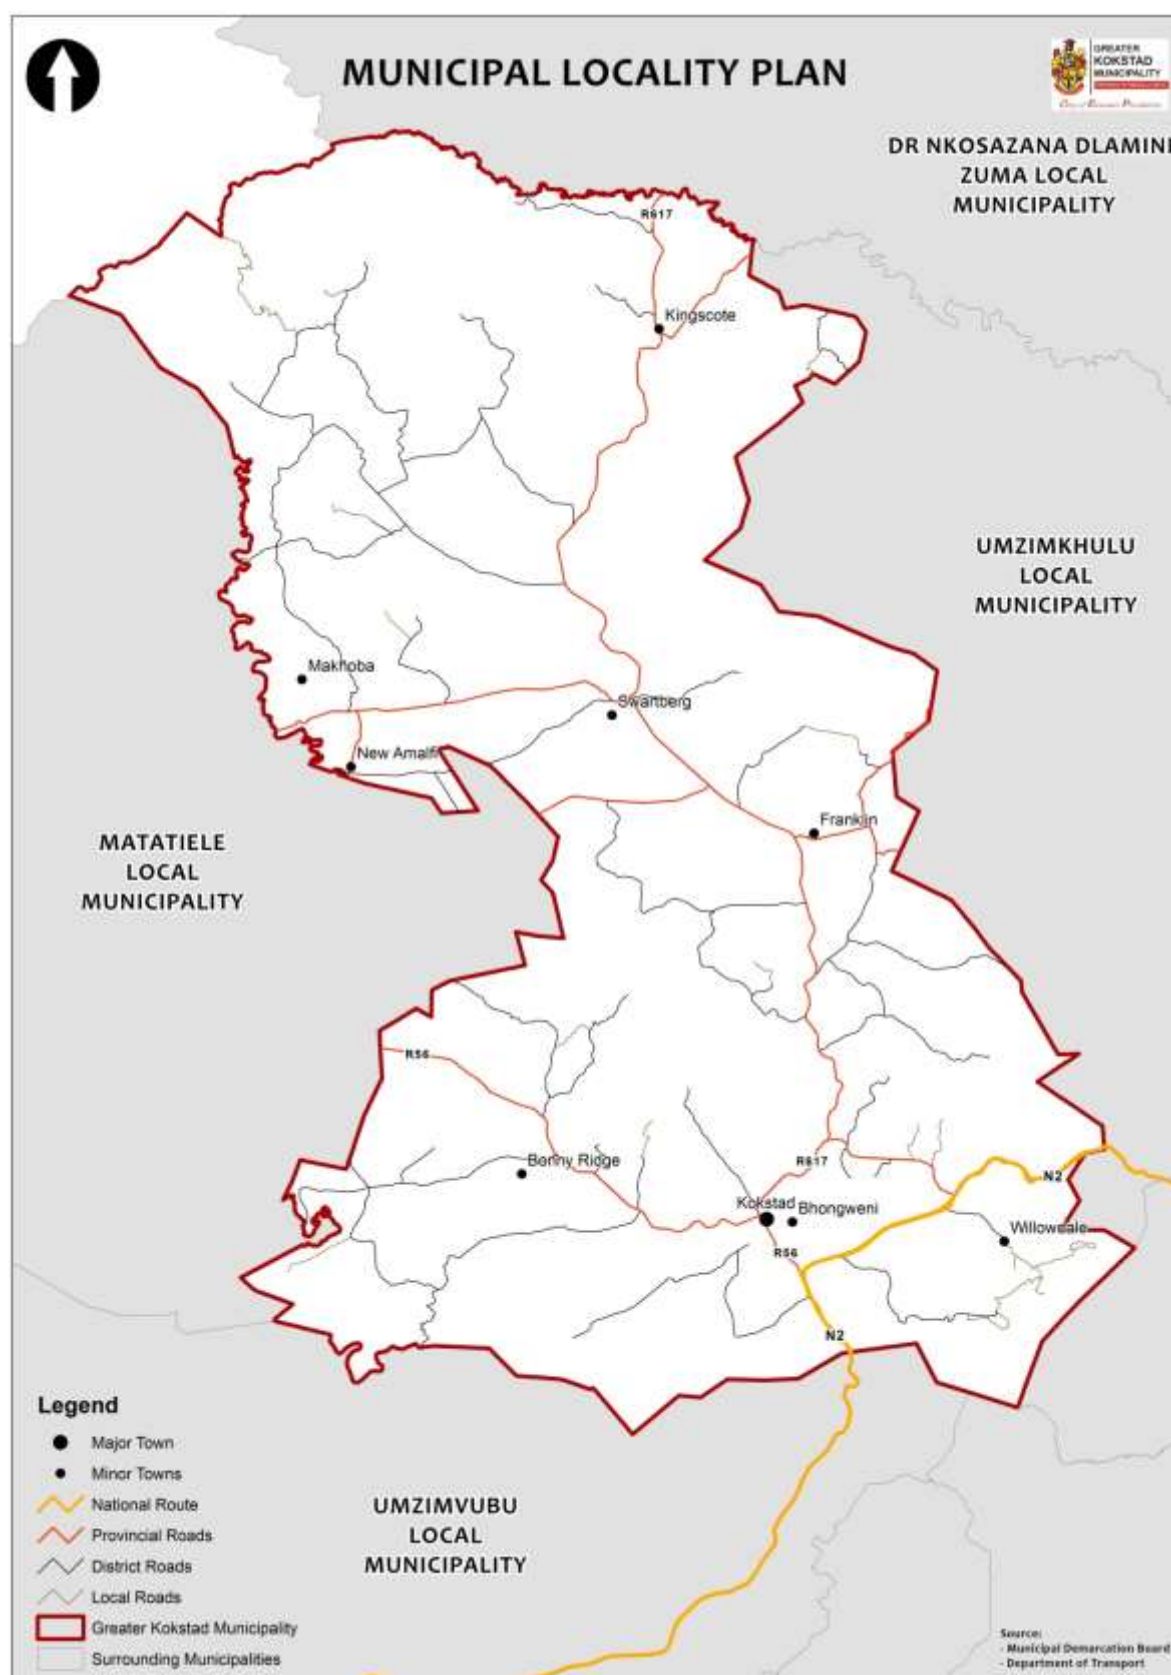 MUNICIPAL LOCALITY PLAN
GREATER
KOKSTAD
MUNICIPALITY
DR NKOSAZANA DLAMINI
ZUMA LOCAL
MUNICIPALITY
R617
Kingscote
UMZIMKHULU
LOCAL
MUNICIPALITY
Makhoba
Swartberg
New Amalfi
Franklin
MATATIELE
LOCAL
MUNICIPALITY
R56
Bonny Ridge
R617
N2
Kokstad
Bhongweni
Willowdale
R56
N2
Legend
Major Town
Minor Towns
National Route
Provincial Roads
District Roads
Local Roads
Greater Kokstad Municipality
Surrounding Municipalities
UMZIMVUBU
LOCAL
MUNICIPALITY
Source:
- Municipal Demarcation Board
- Department of Transport